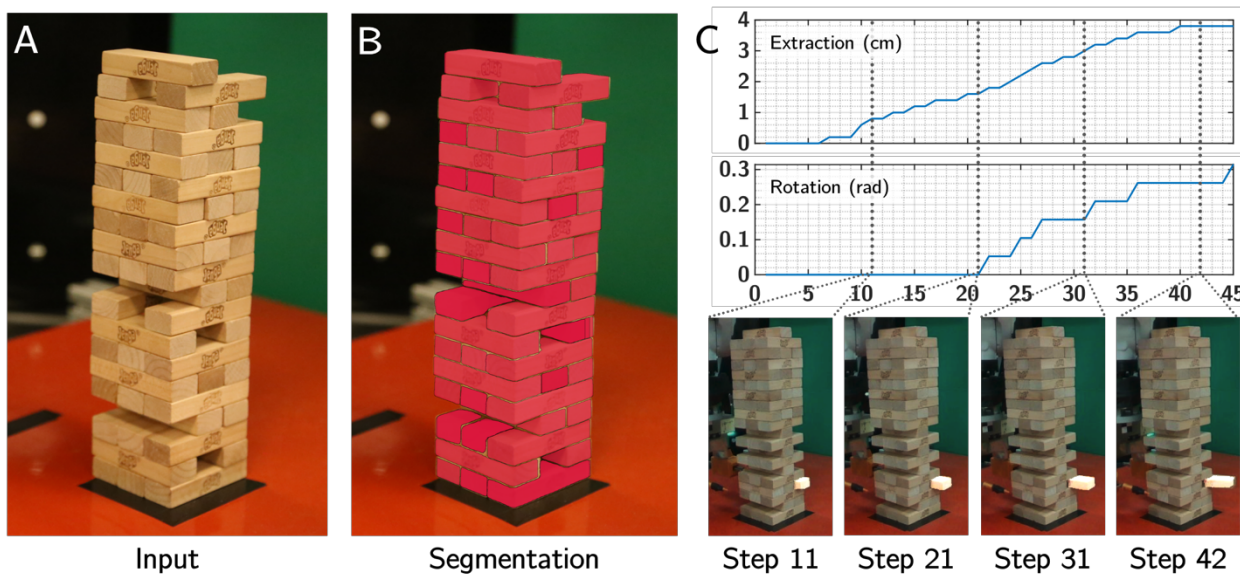 A
B
C
Extraction (cm)
4
3
2
1
0
Rotation (rad)
0.3
0.2
0.1
0
0 5 10 15 20 25 30 35 40 45
Input
Segmentation
Step 11
Step 21
Step 31
Step 42